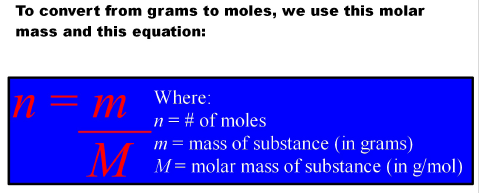 To convert from grams to moles, we use this molar
mass and this equation:
n = m
M
Where:
n = # of moles
m = mass of substance (in grams)
M = molar mass of substance (in g/mol)